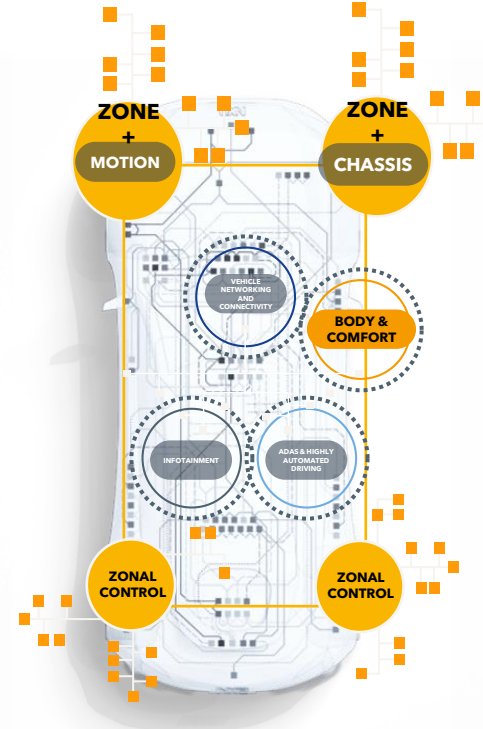 ZONE
+
MOTION
ZONE
+
CHASSIS
VEHICLE
NETWORKING
AND
CONNECTIVITY
BODY &
COMFORT
INFOTAINMENT
ADAS & HIGHLY
AUTOMATED
DRIVING
ZONAL
CONTROL
ZONAL
CONTROL